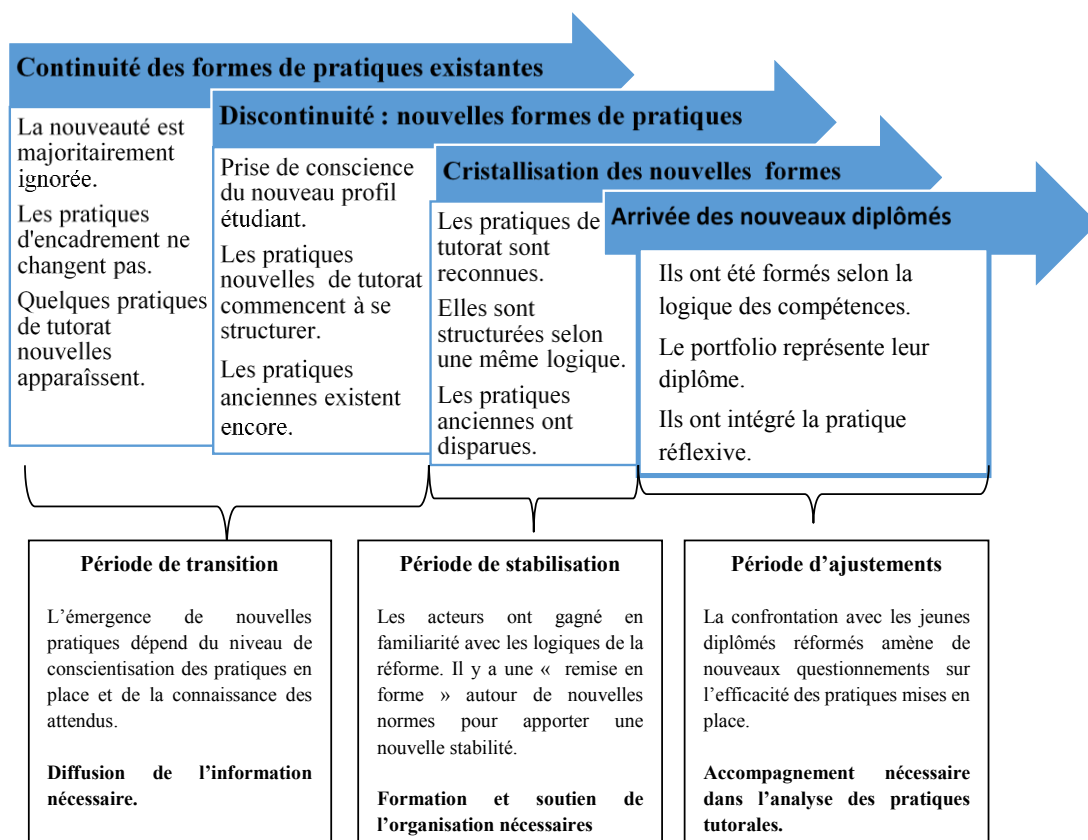 Continuité des formes de pratiques existantes
La nouveauté est
majoritairement
ignorée.
Les pratiques
d'encadrement ne
changent pas.
Quelques pratiques
de tutorat
nouvelles
apparaîssent.
Discontinuité : nouvelles formes de pratiques
Prise de conscience
du nouveau profil
étudiant.
Les pratiques
nouvelles de tutorat
commencent à se
structurer.
Les pratiques
anciennes existent
encore.
Cristallisation des nouvelles formes
Les pratiques de
tutorat sont
reconnues.
Elles sont
structurées selon
une même logique.
Les pratiques
anciennes ont
disparues.
Arrivée des nouveaux diplômés
Ils ont été formés selon la
logique des compétences.
Le portfolio représente leur
diplôme.
Ils ont intégré la pratique
réflexive.
Période de transition
L’émergence de nouvelles
pratiques dépend du niveau de
conscientisation des pratiques en
place et de la connaissance des
attendus.
Diffusion de l’information
nécessaire.
Période de stabilisation
Les acteurs ont gagné en
familiarité avec les logiques de la
réforme. Il y a une « remise en
forme » autour de nouvelles
normes pour apporter une
nouvelle stabilité.
Formation et soutien de
l’organisation nécessaires
Période d’ajustements
La confrontation avec les jeunes
diplômés réformés amène de
nouveaux questionnements sur
l’efficacité des pratiques mises en
place.
Accompagnement nécessaire
dans l’analyse des pratiques
tutorales.